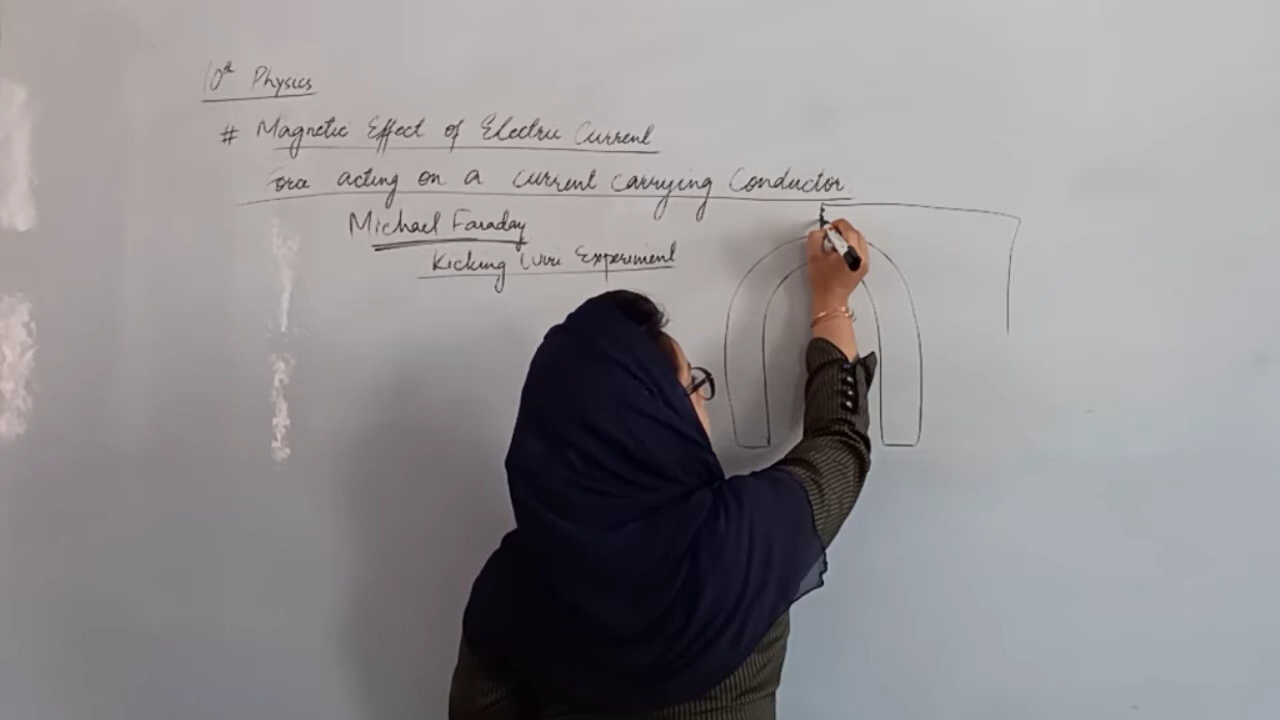 10th Physics
# Magnetic Effect of Electric Current
Force acting on a current carrying Conductor
Michael Faraday
Kicking Wire Experiment